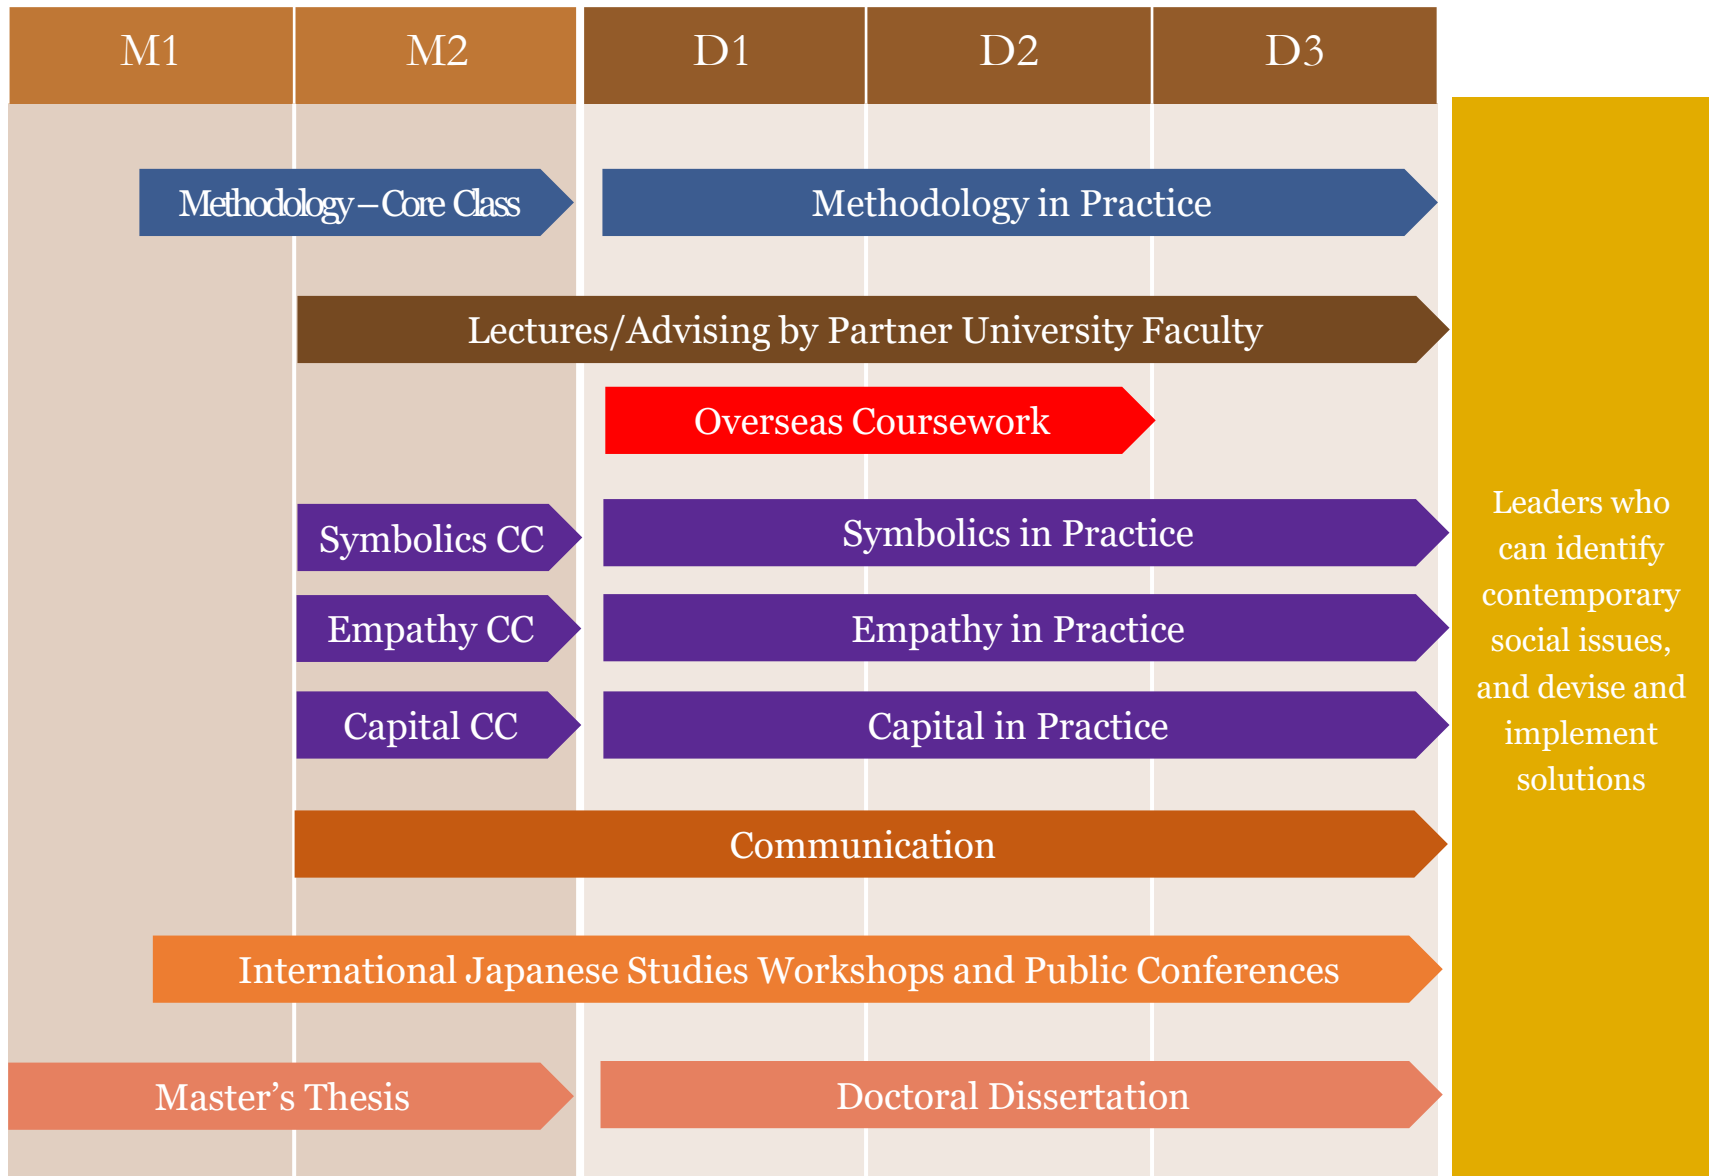 M1 M2 D1 D2 D3
Methodology – Core Class
Methodology in Practice
Lectures/Advising by Partner University Faculty
Overseas Coursework
Symbolics CC
Symbolics in Practice
Empathy CC
Empathy in Practice
Capital CC
Capital in Practice
Communication
International Japanese Studies Workshops and Public Conferences
Master’s Thesis
Doctoral Dissertation
Leaders who
can identify
contemporary
social issues,
and devise and
implement
solutions